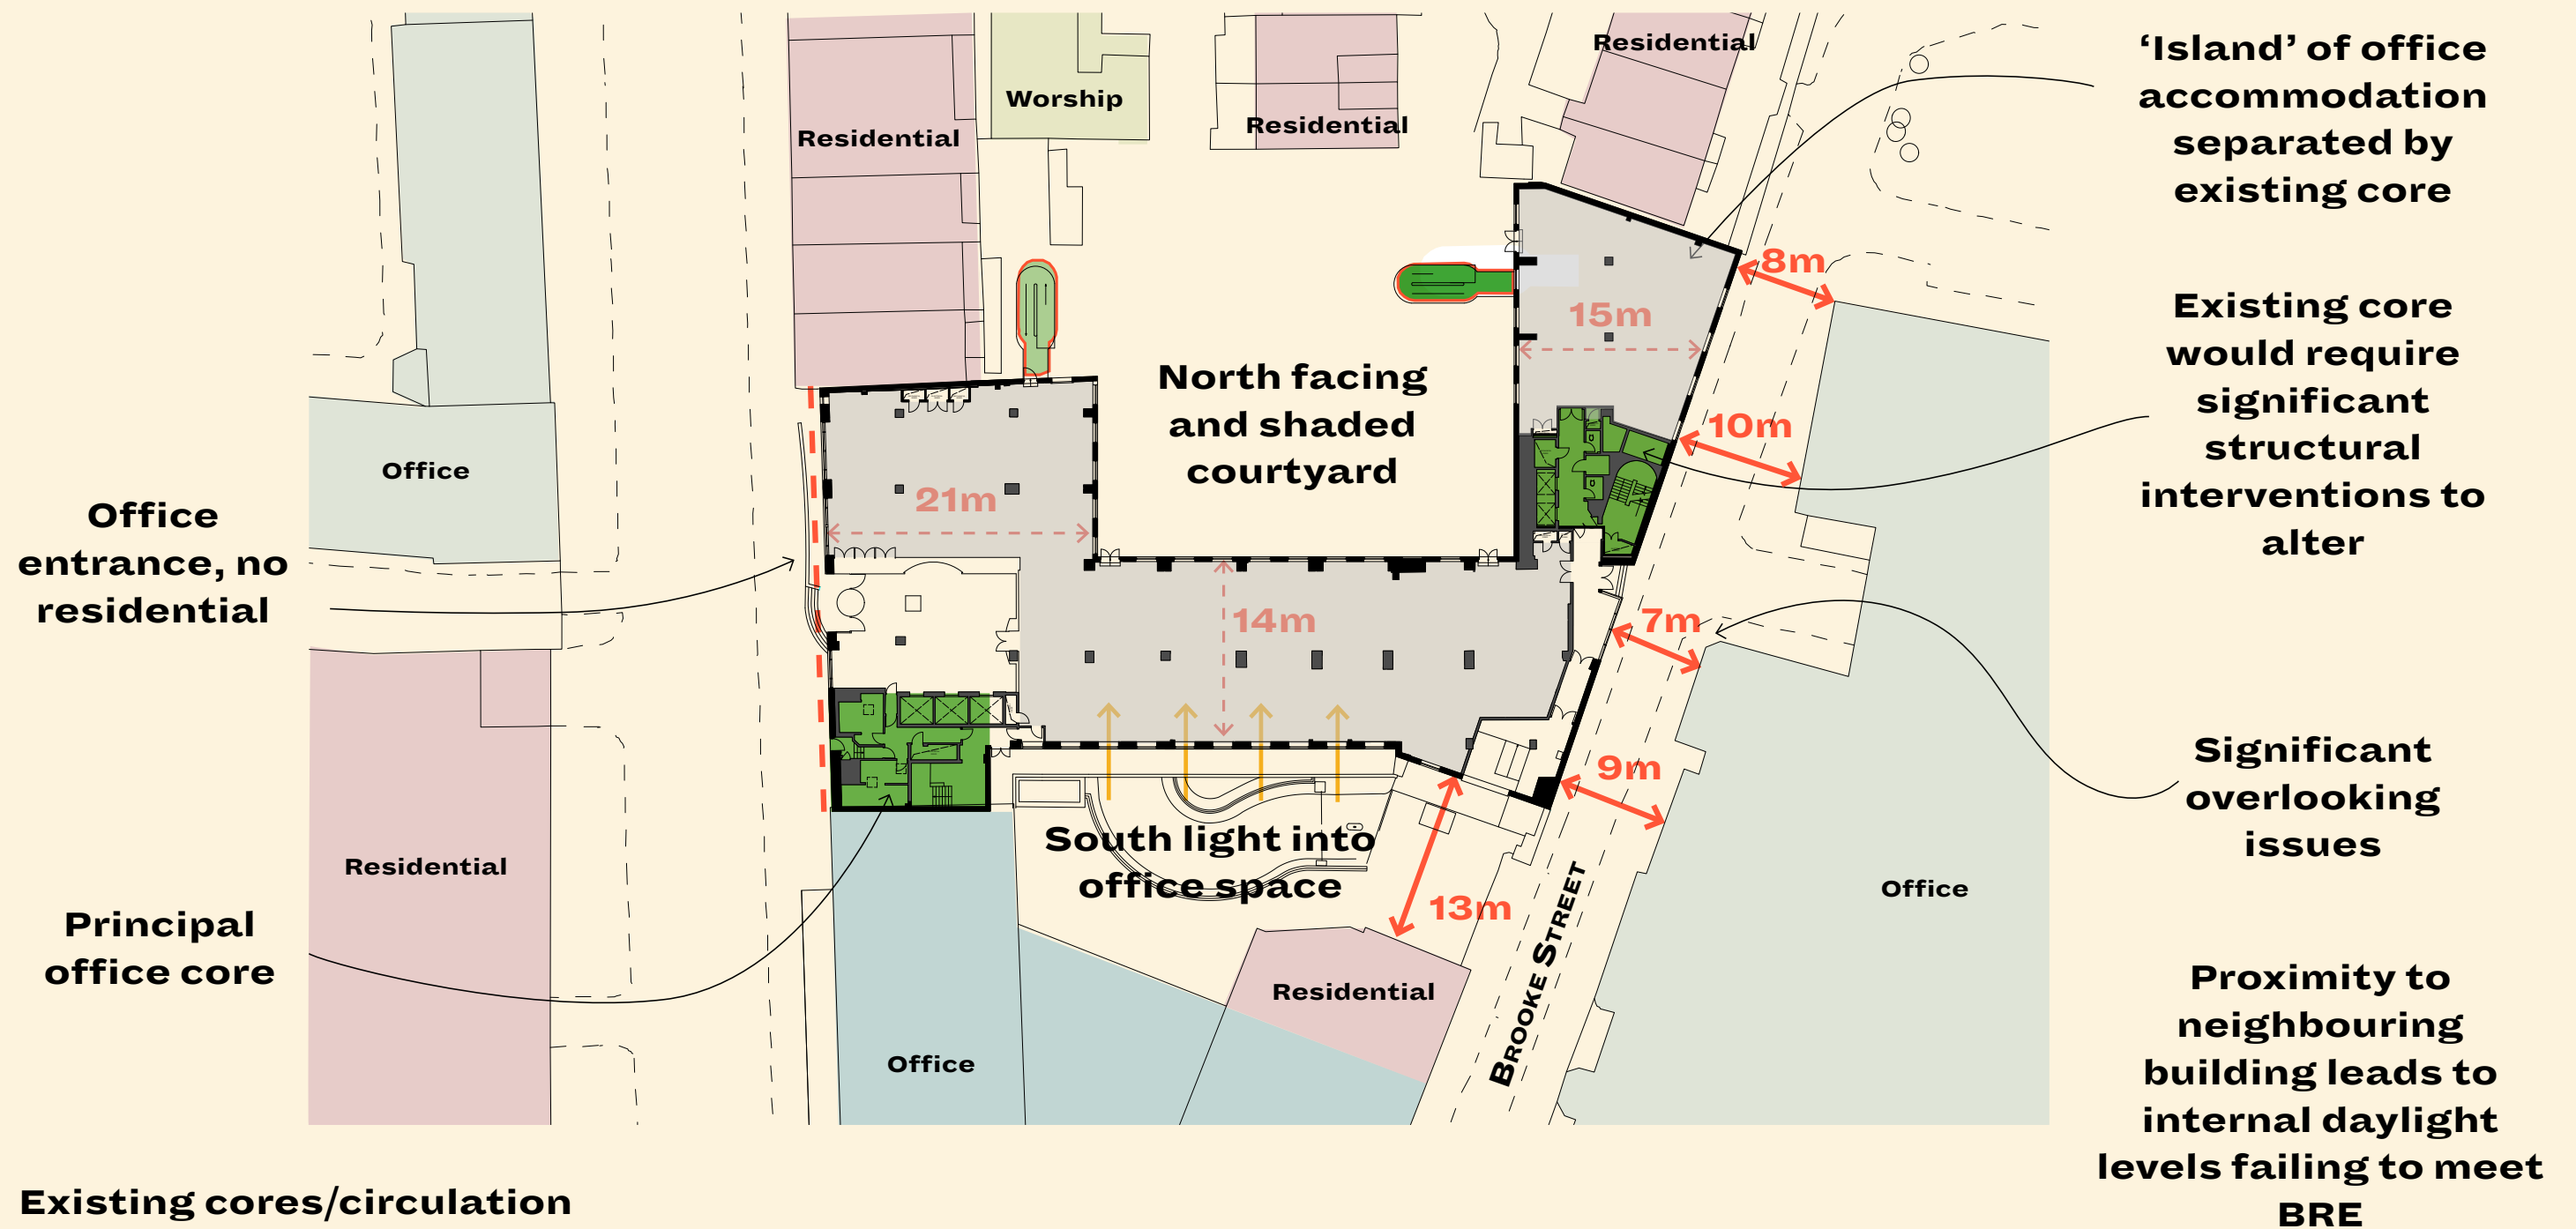 Residential
‘Island’ of office
accommodation
separated by
existing core
Worship
Residential
Residential
8m
Existing core
would require
significant
structural
interventions to
alter
15m
North facing
and shaded
courtyard
10m
Office
21m
Office
entrance, no
residential
14m
7m
Significant
overlooking
issues
9m
South light into
office space
Residential
Office
13m
Principal
office core
BROOKE STREET
Residential
Proximity to
neighbouring
building leads to
internal daylight
levels failing to meet
BRE
Office
Existing cores/circulation